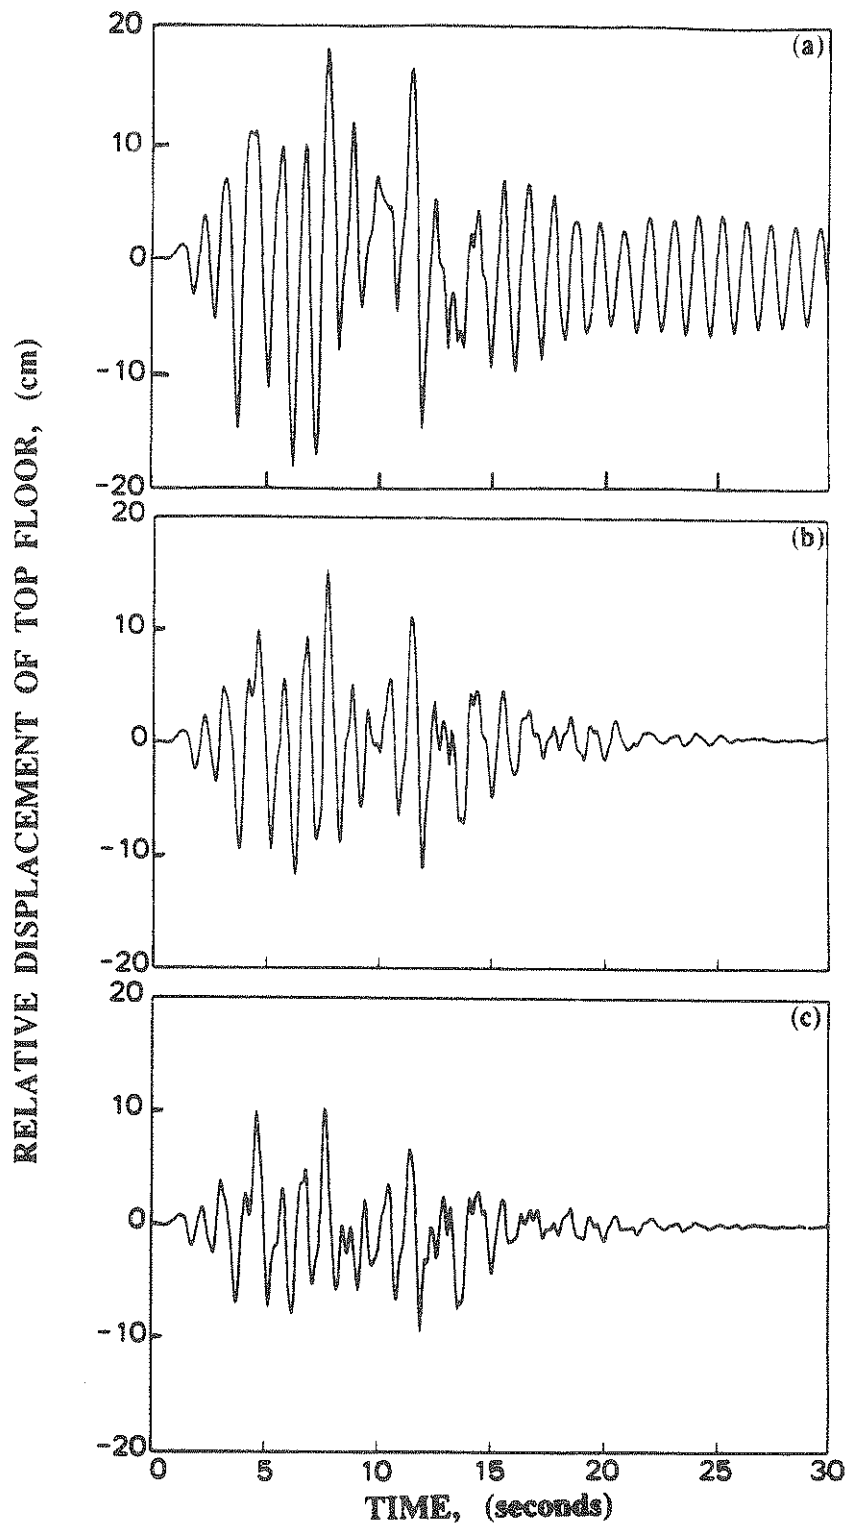 RELATIVE DISPLACEMENT OF TOP FLOOR, (cm)
20
(a)
10
0
-10
-20
20
(b)
10
0
-10
-20
20
(c)
10
0
-10
-20
0 5 10 15 20 25 30
TIME, (seconds)